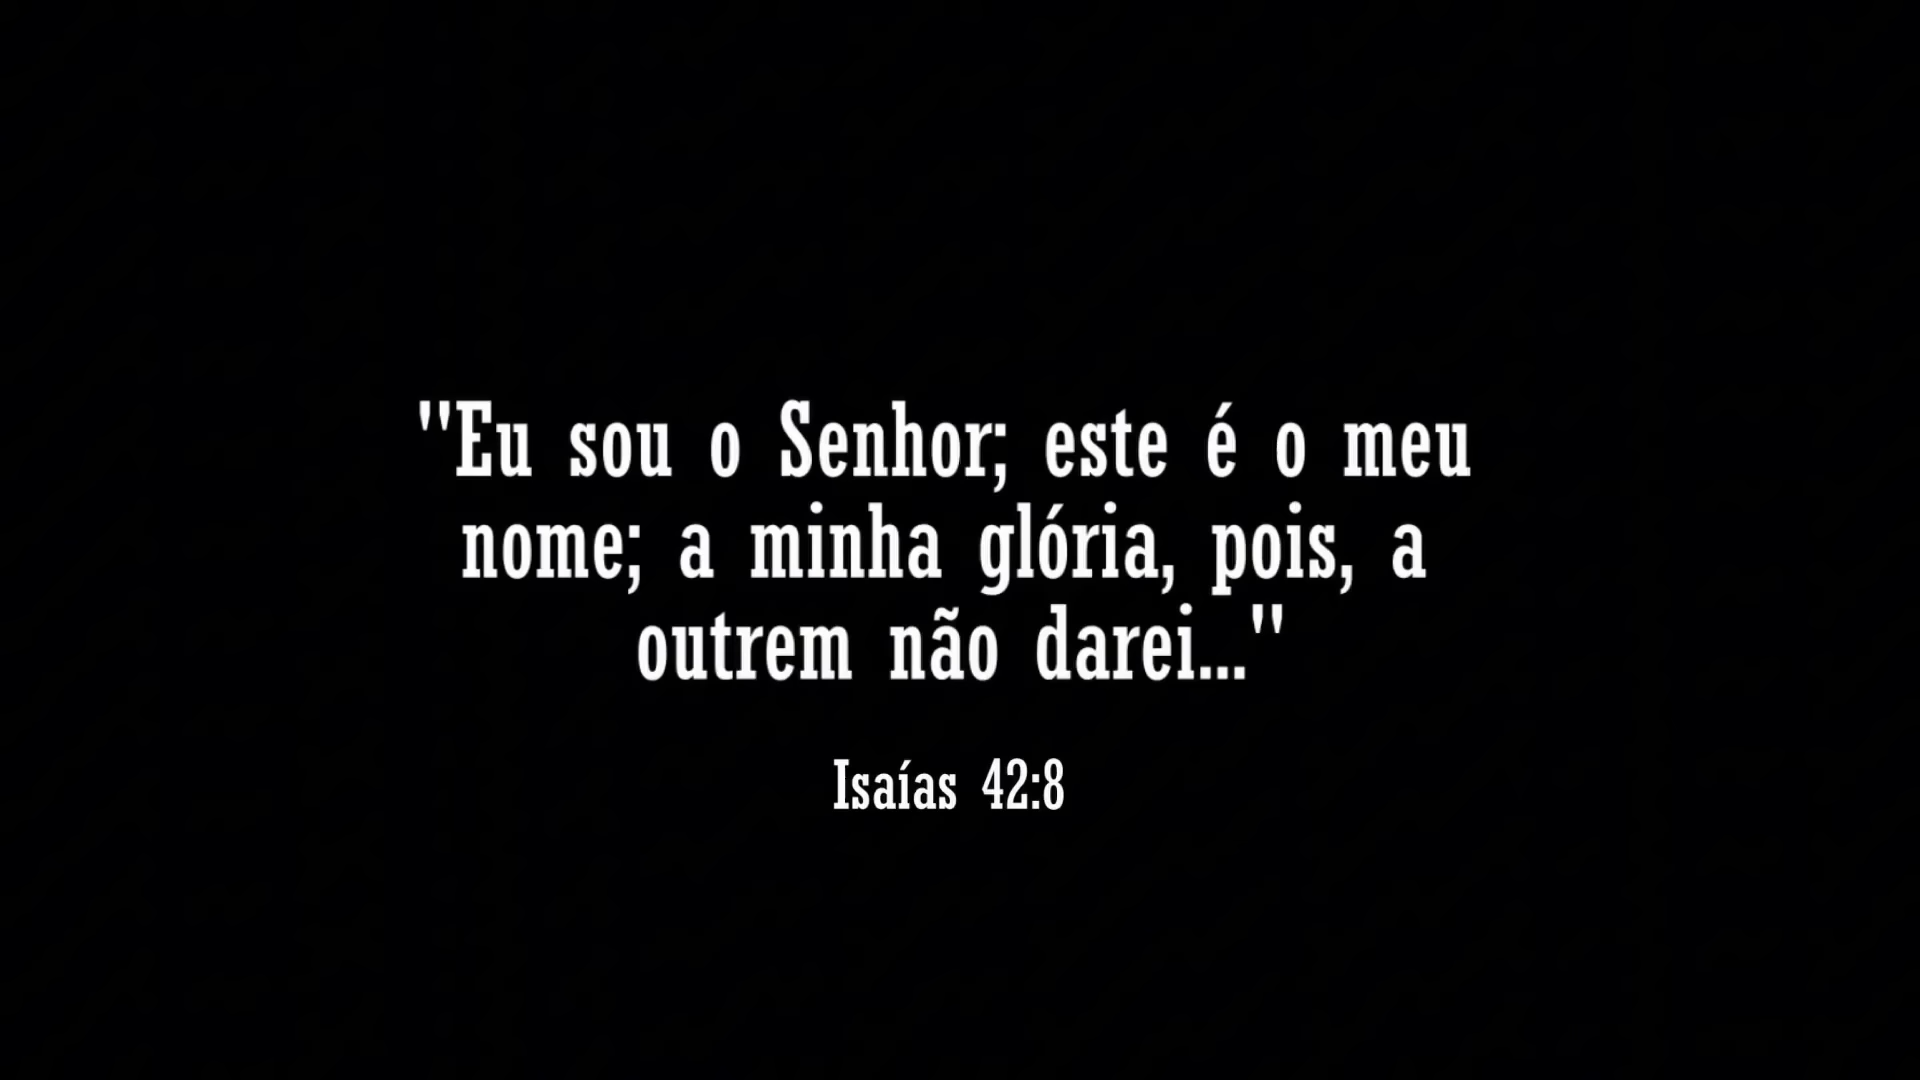 "Eu sou o Senhor; este é o meu
nome; a minha glória, pois, a
outrem não darei..."
Isaías 42:8